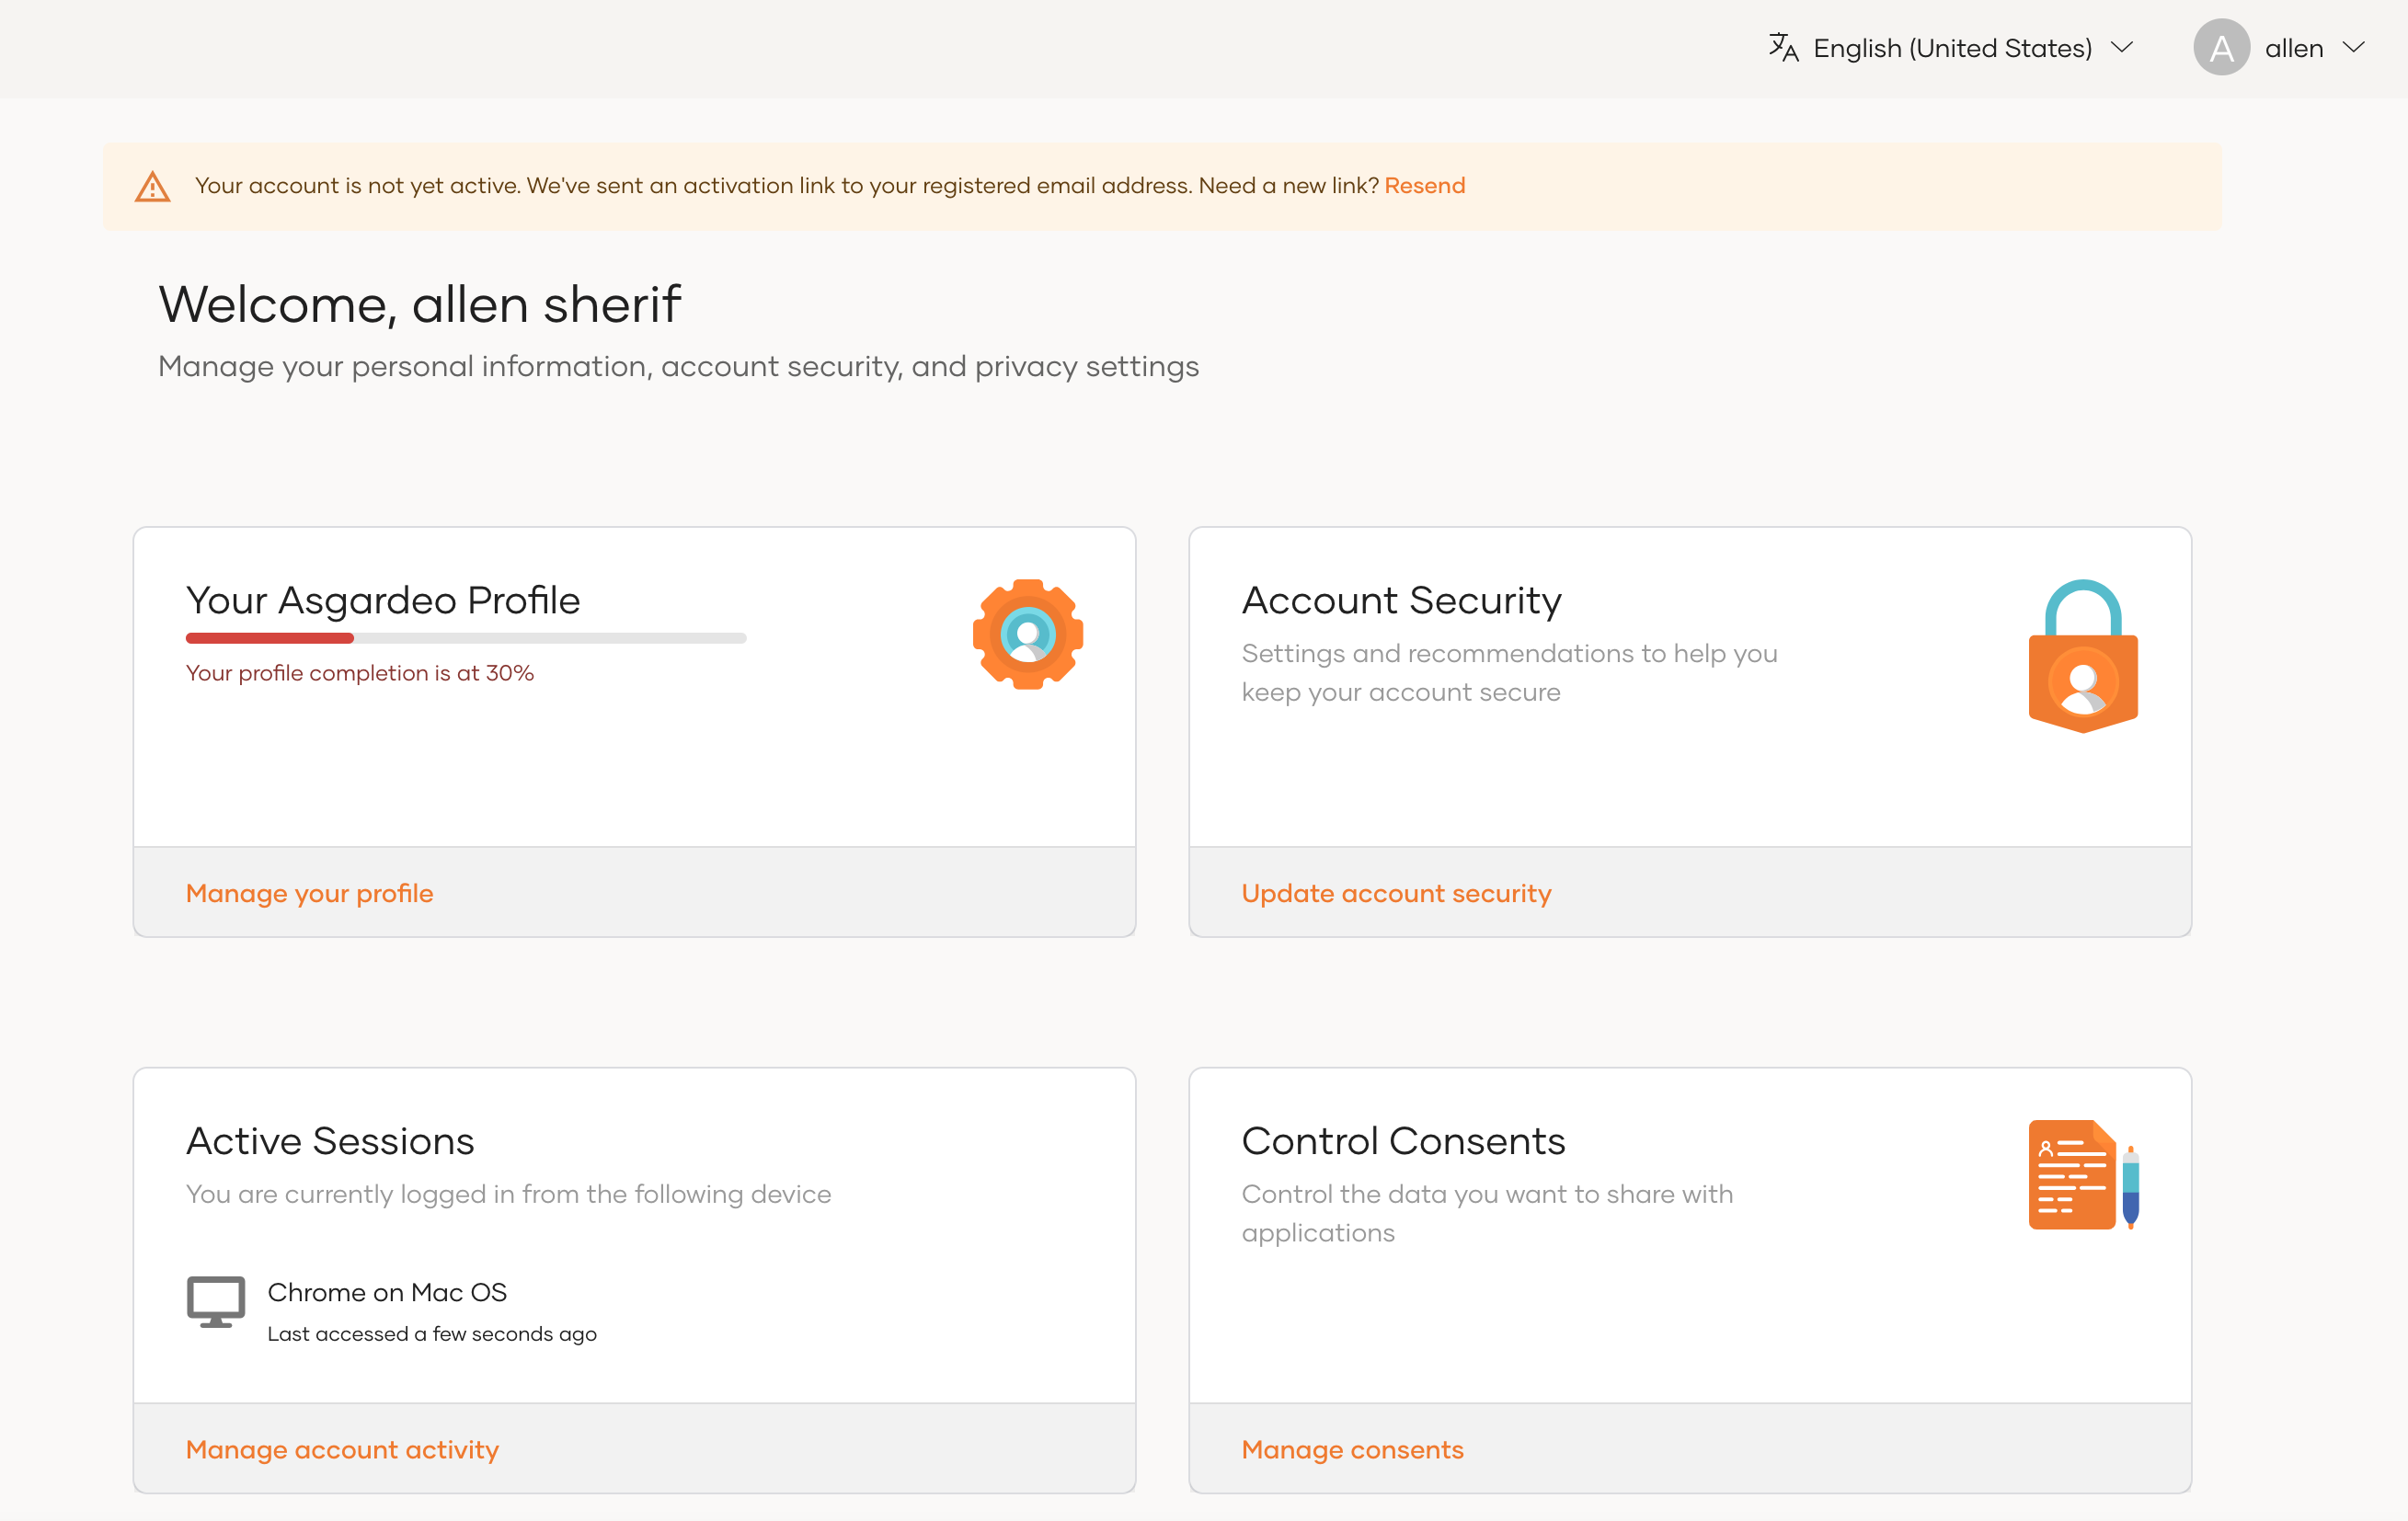 English (United States)
A
allen
Your account is not yet active. We've sent an activation link to your registered email address. Need a new link? Resend
Welcome, allen sherif
Manage your personal information, account security, and privacy settings
Your Asgardeo Profile
Your profile completion is at 30%
Manage your profile
Account Security
Settings and recommendations to help you
keep your account secure
Update account security
Active Sessions
You are currently logged in from the following device
Chrome on Mac OS
Last accessed a few seconds ago
Manage account activity
Control Consents
Control the data you want to share with
applications
Manage consents